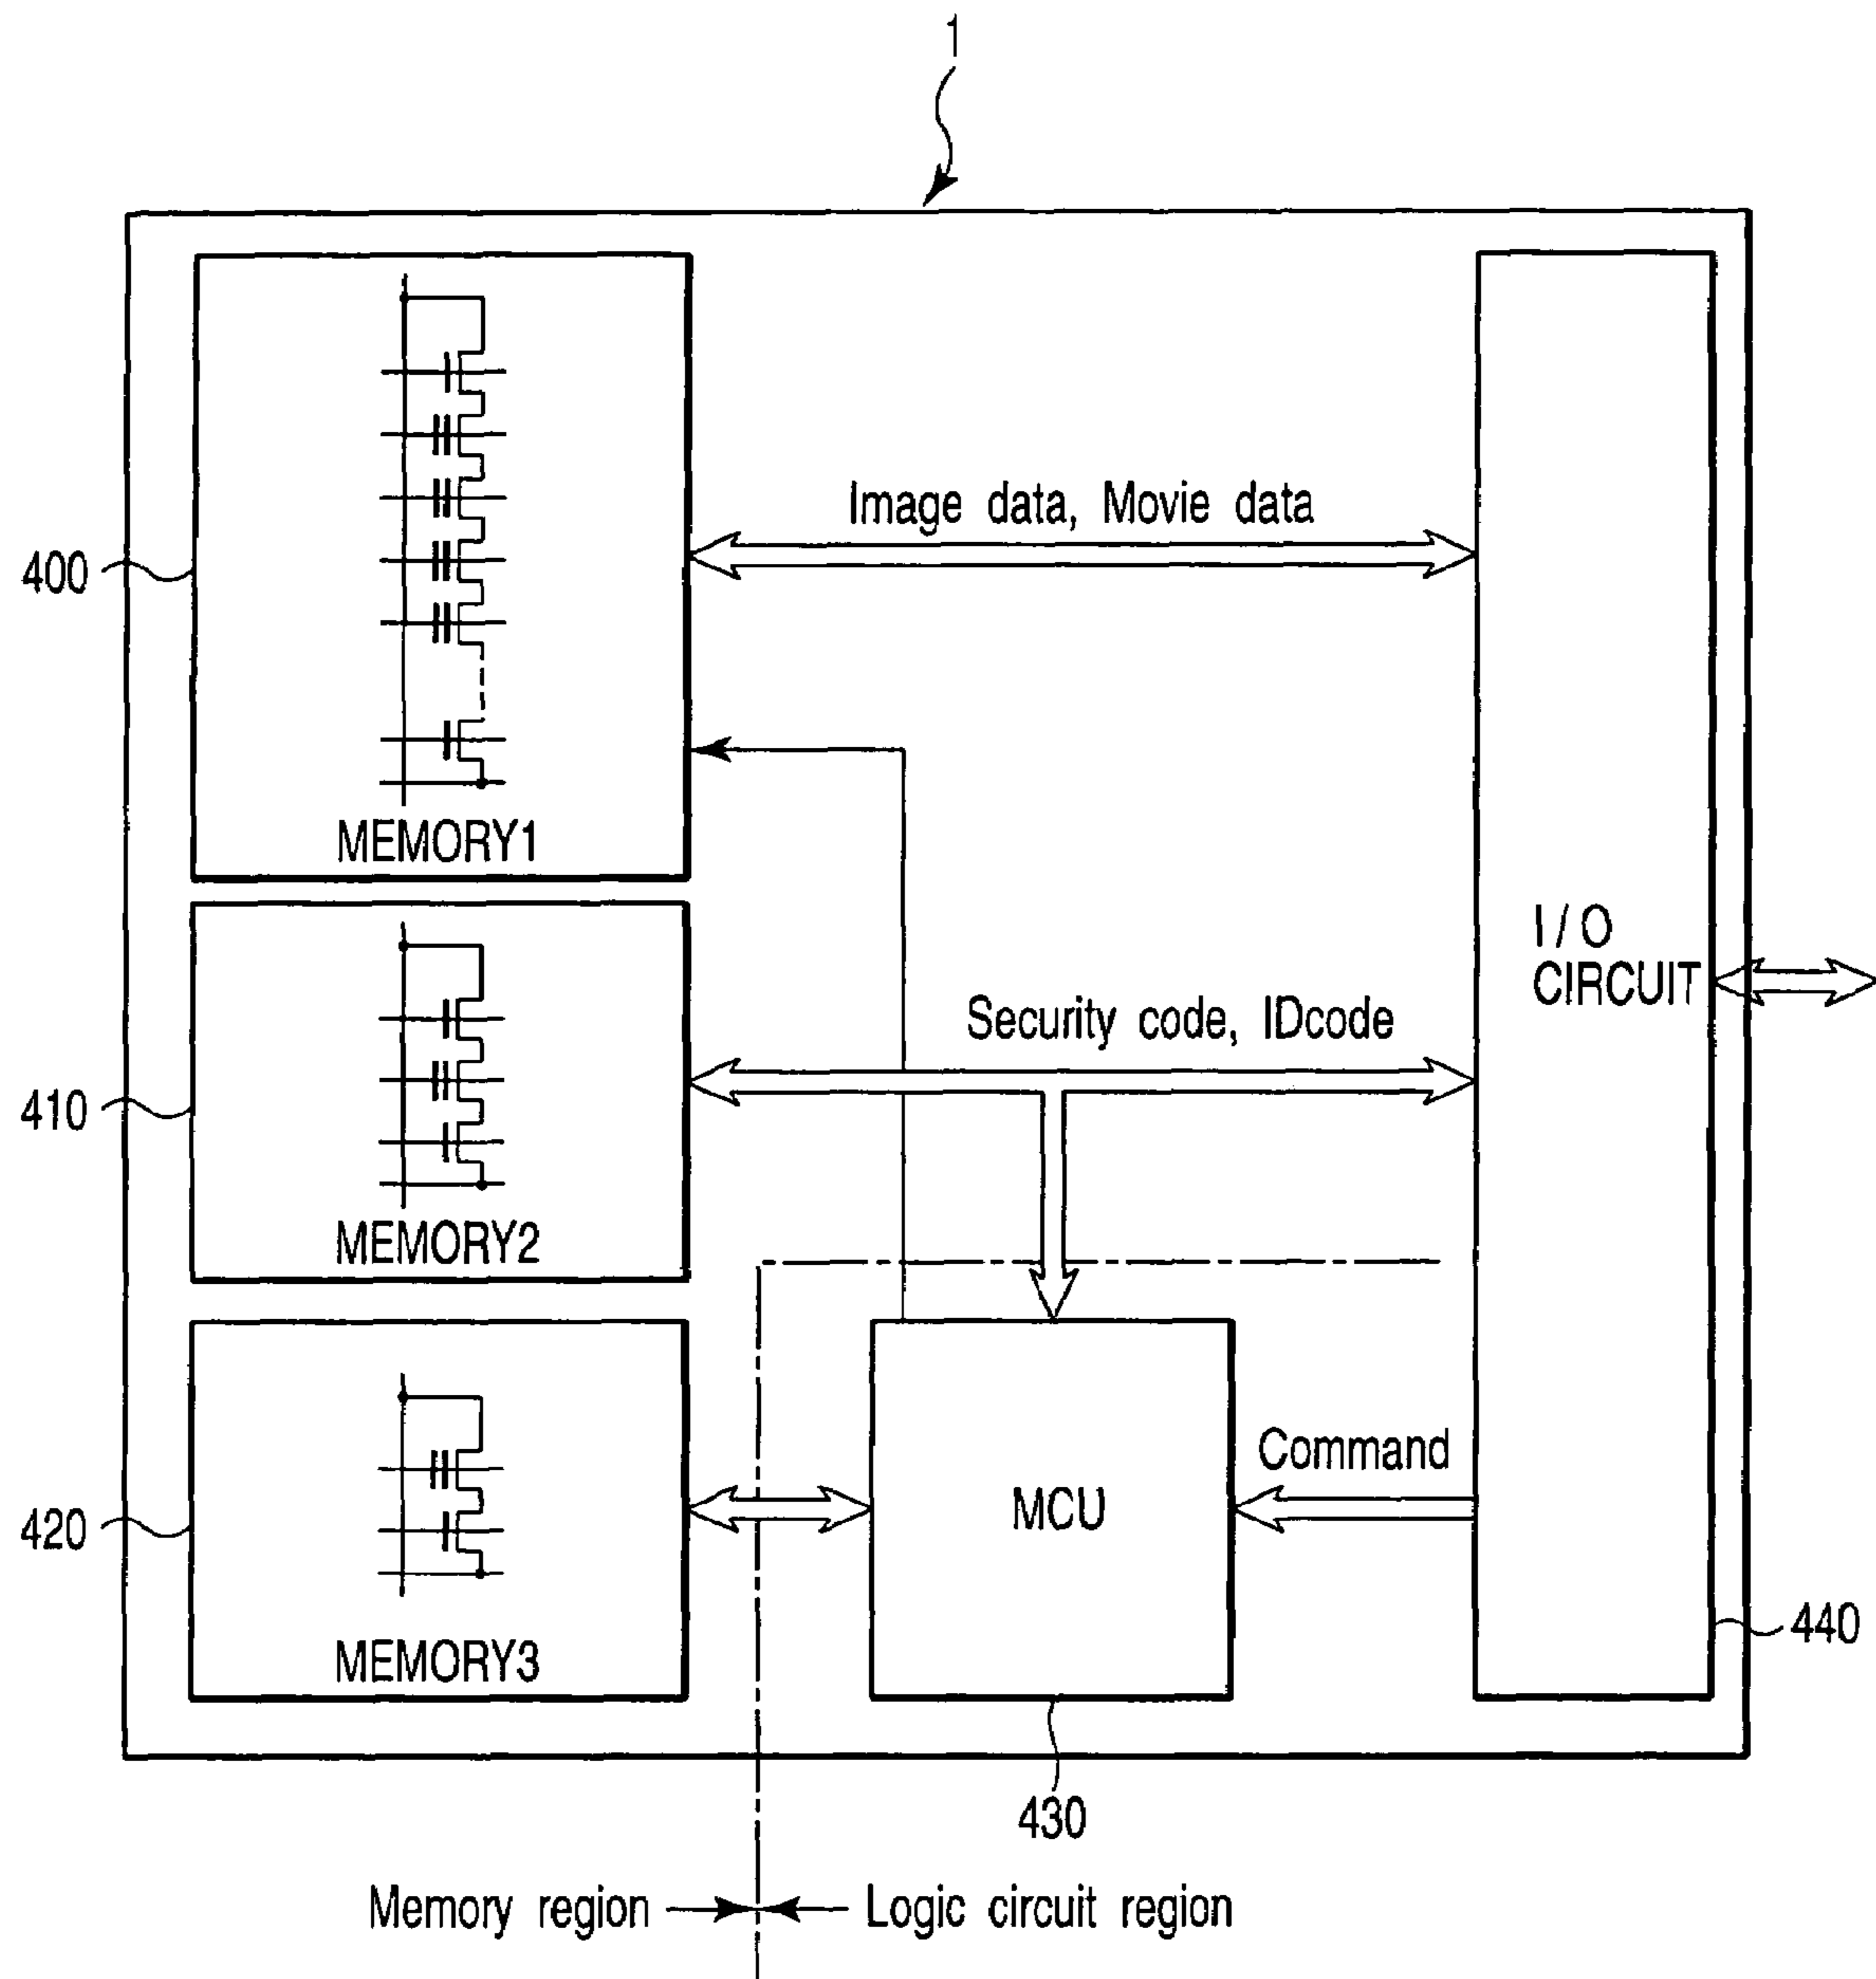 1
Image data, Movie data
400
MEMORY1
I/O
CIRCUIT
Security code, IDcode
410
MEMORY2
Command
MCU
420
MEMORY3
440
430
Memory region
Logic circuit region